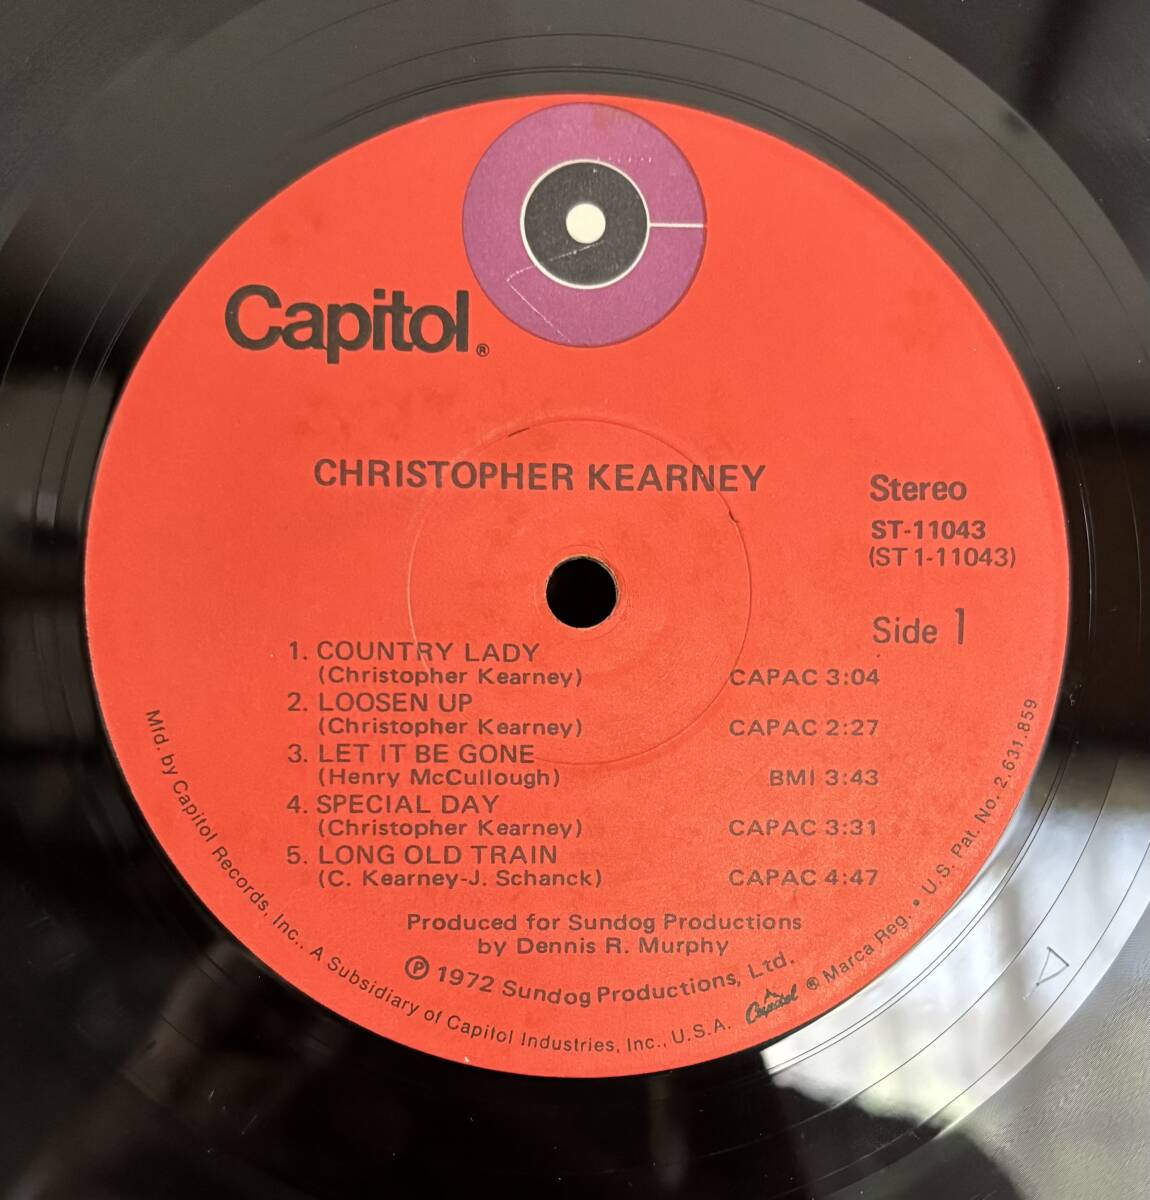 Capitol®
CHRISTOPHER KEARNEY
Stereo
ST-11043
(ST 1-11043)
Side 1
1. COUNTRY LADY
(Christopher Kearney) CAPAC 3:04
2. LOOSEN UP
(Christopher Kearney) CAPAC 2:27
3. LET IT BE GONE
(Henry McCullough) BMI 3:43
4. SPECIAL DAY
(Christopher Kearney) CAPAC 3:31
5. LONG OLD TRAIN
(C. Kearney-J. Schanck) CAPAC 4:47
Produced for Sundog Productions
by Dennis R. Murphy
℗ 1972 Sundog Productions, Ltd.
Mfd. by Capitol Records, Inc., A Subsidiary of Capitol Industries, Inc., U.S.A. Capitol ® Marca Reg. • U.S. Pat. No. 2,631,859